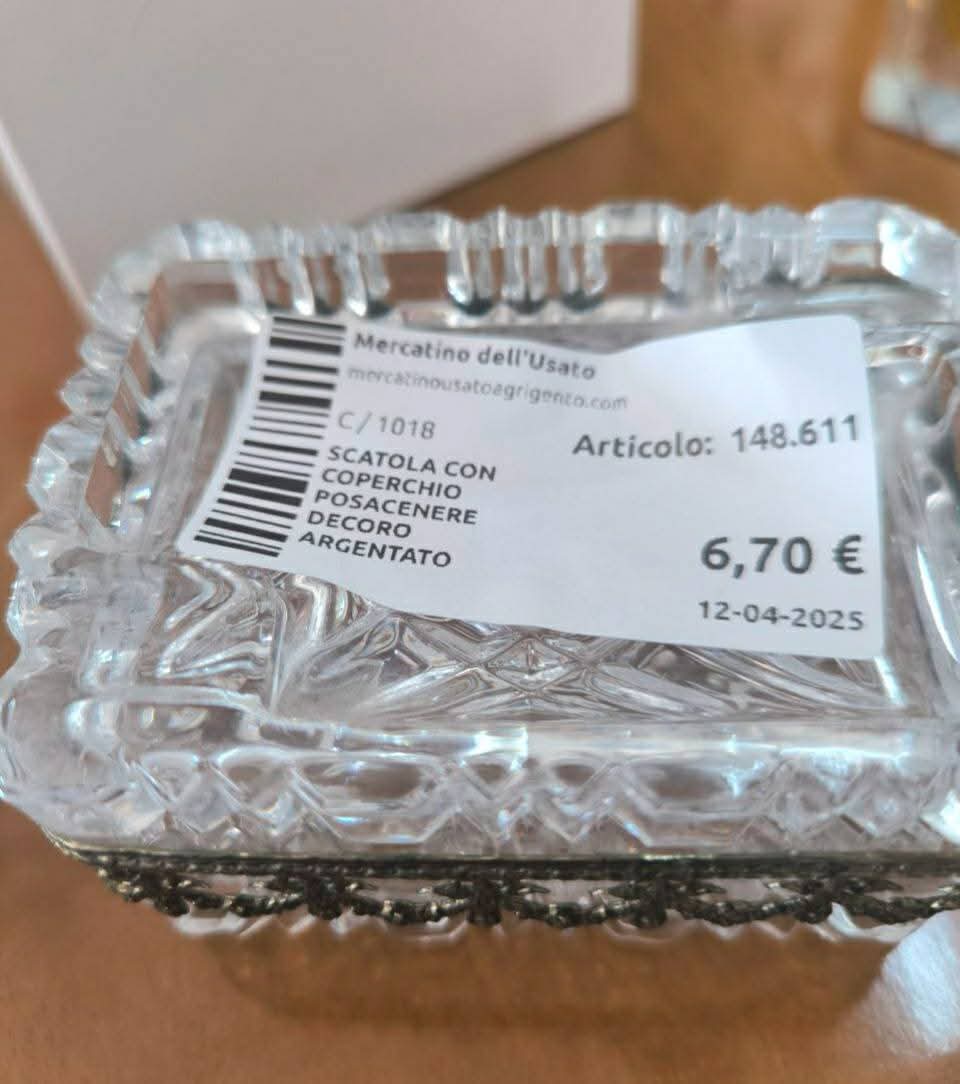 Mercatino dell'Usato
mercatinousatoagrigento.com
C/1018
Articolo: 148.611
SCATOLA CON
COPERCHIO
POSACENERE
DECORO
ARGENTATO
6,70 €
12-04-2025